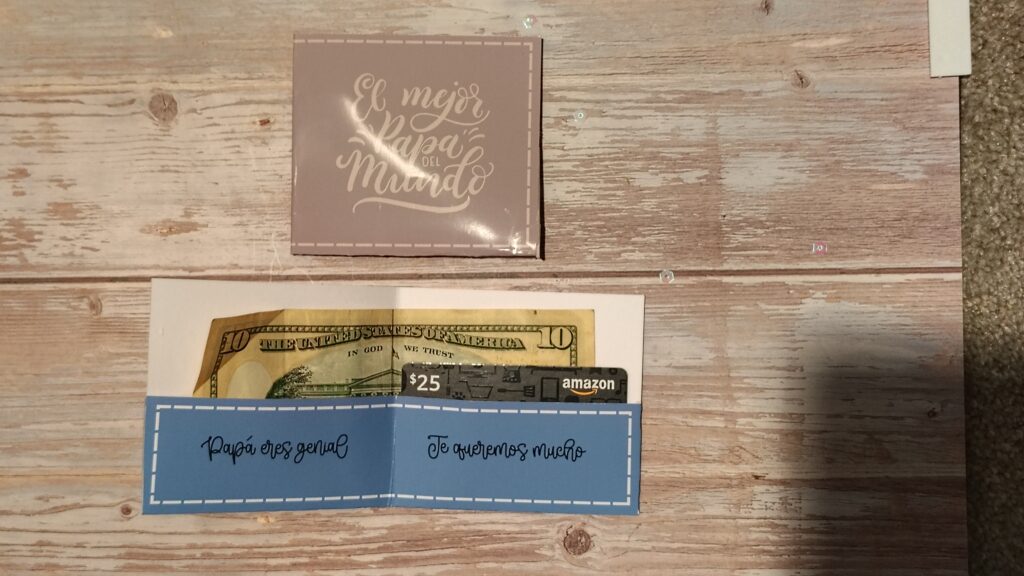 El mejor
Papá
DEL
Mundo
10 THE UNITED STATES OF AMERICA 10
IN GOD WE TRUST
$25 amazon
Papá eres genial Te queremos mucho